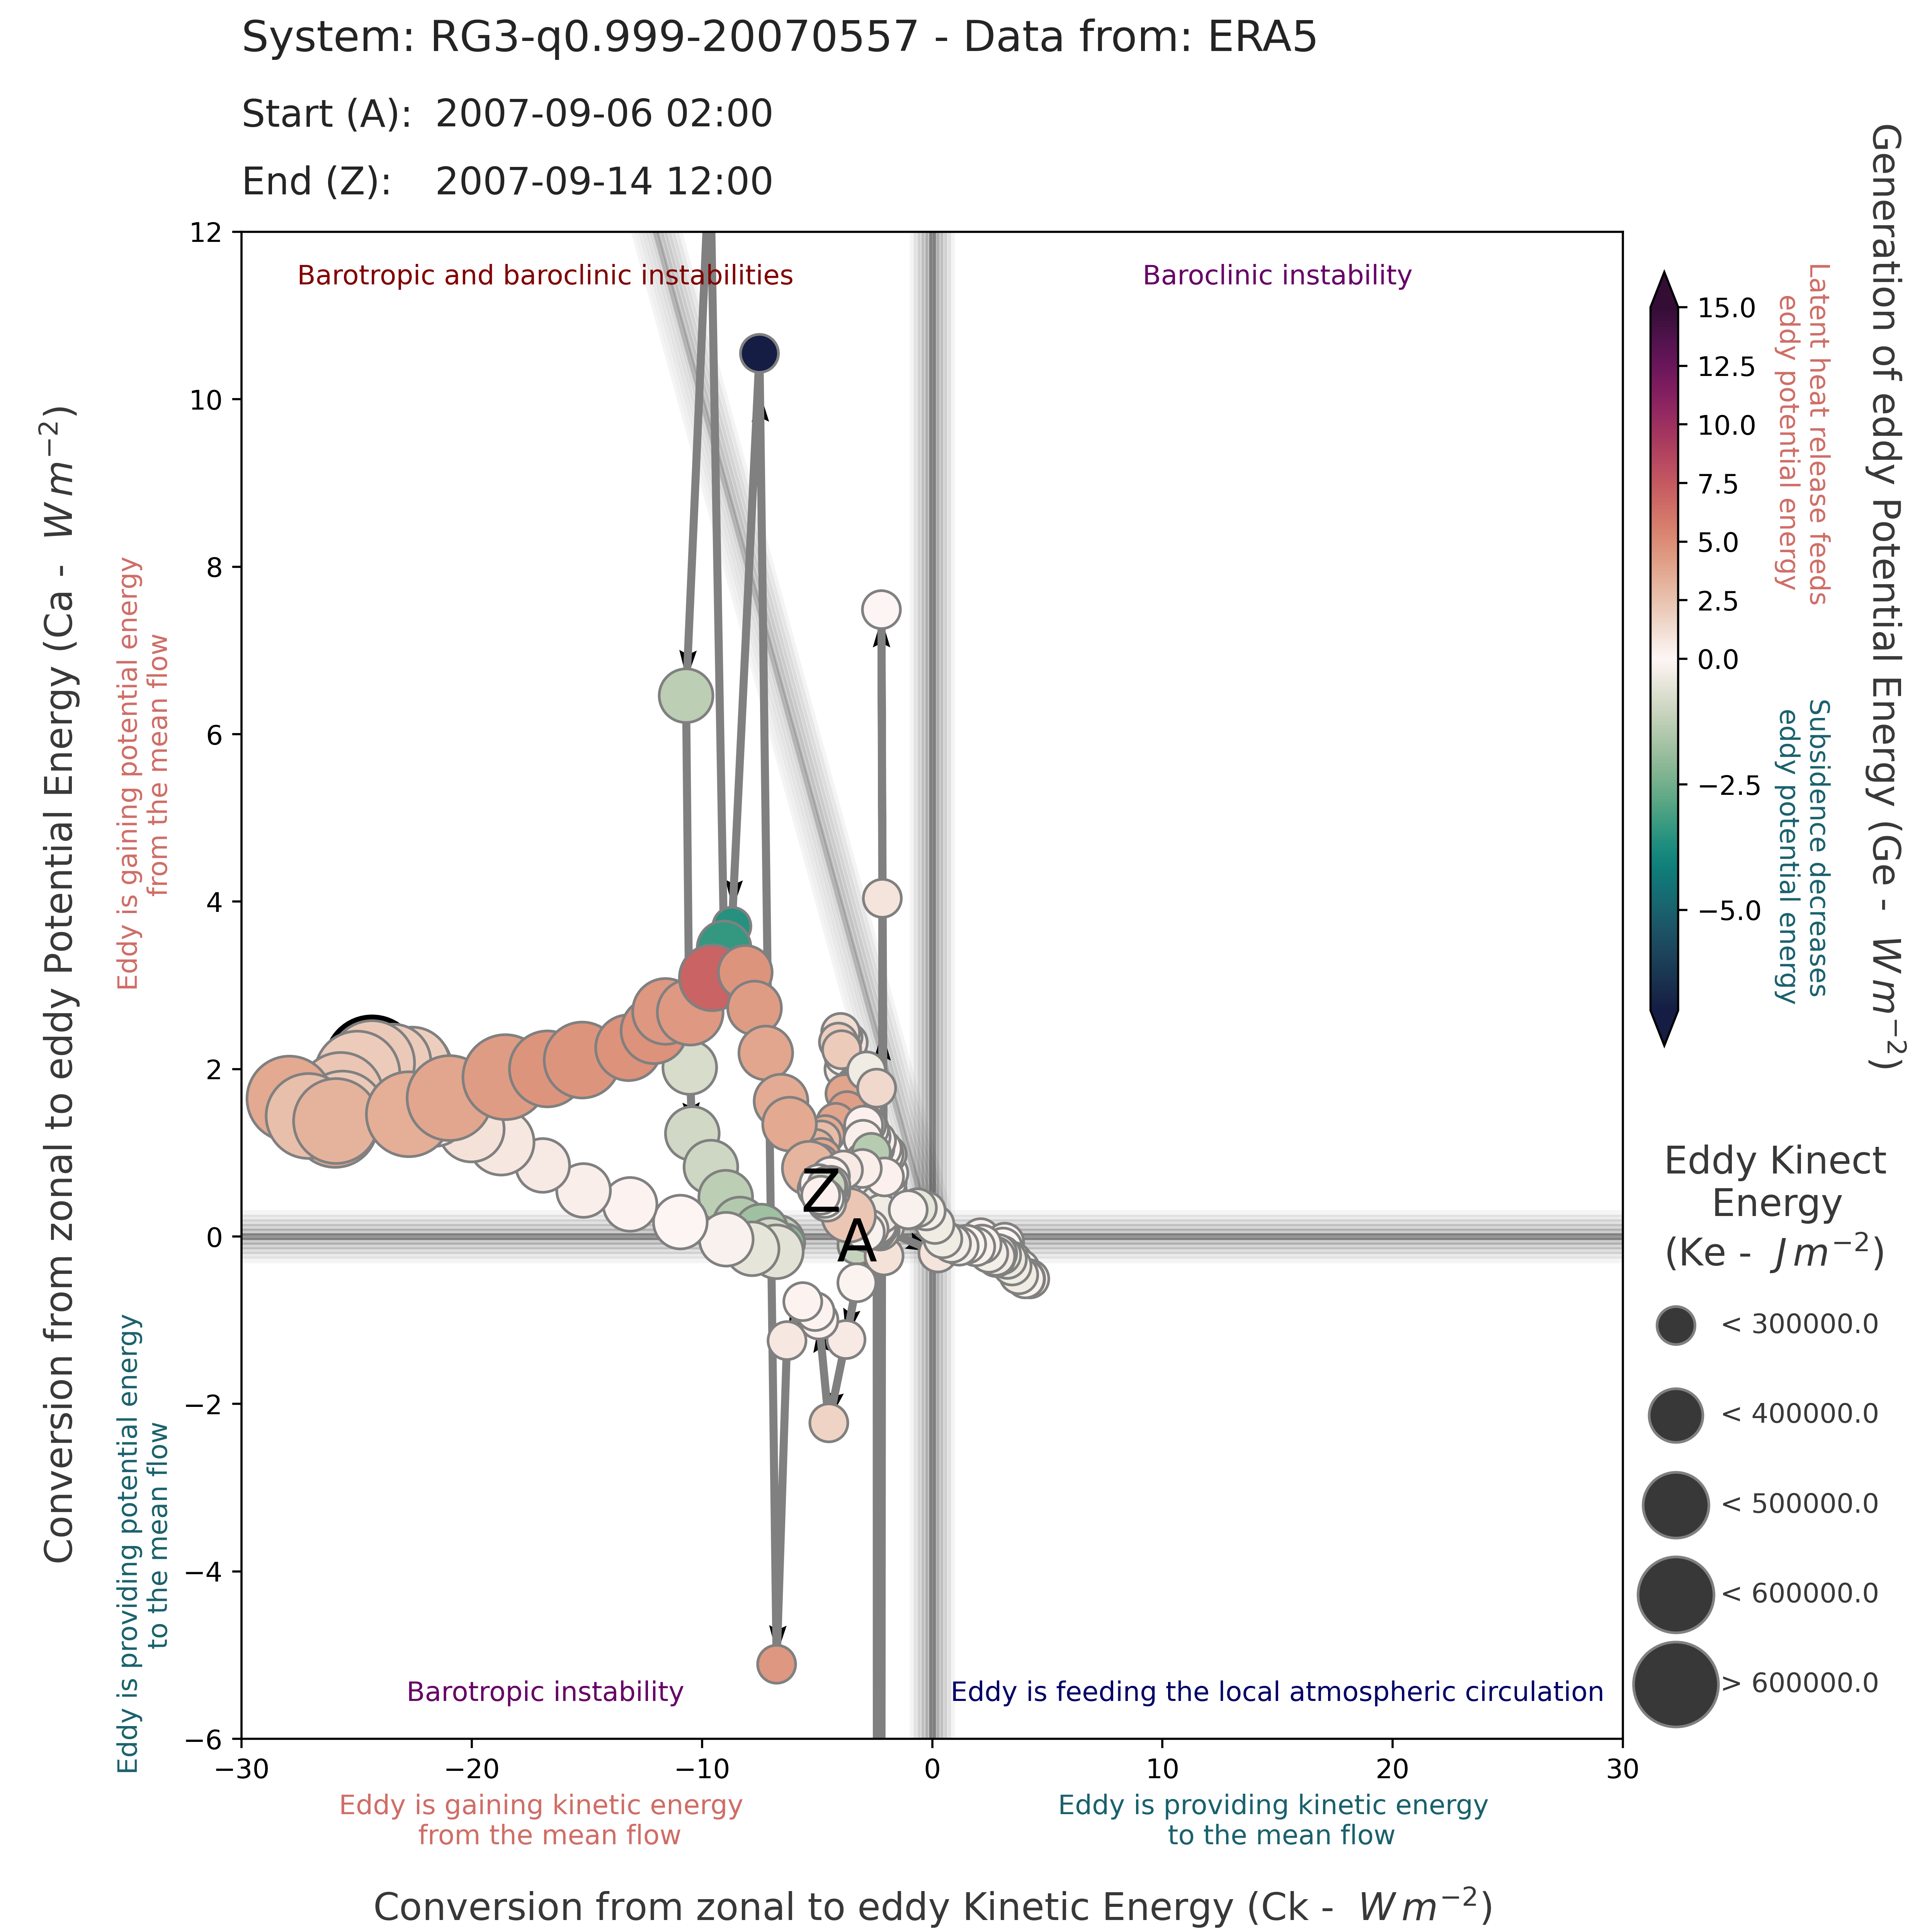 System: RG3-q0.999-20070557 - Data from: ERA5
Start (A): 2007-09-06 02:00
End (Z): 2007-09-14 12:00
Conversion from zonal to eddy Potential Energy (Ca - W m⁻²)
Eddy is gaining potential energy
from the mean flow
Eddy is providing potential energy
to the mean flow
12
10
8
6
4
2
0
−2
−4
−6
Barotropic and baroclinic instabilities
Baroclinic instability
Z
A
Barotropic instability
Eddy is feeding the local atmospheric circulation
−30
−20
−10
0
10
20
30
Eddy is gaining kinetic energy
from the mean flow
Eddy is providing kinetic energy
to the mean flow
Conversion from zonal to eddy Kinetic Energy (Ck - W m⁻²)
15.0
12.5
10.0
7.5
5.0
2.5
0.0
−2.5
−5.0
Latent heat release feeds
eddy potential energy
Subsidence decreases
eddy potential energy
Generation of eddy Potential Energy (Ge - W m⁻²)
Eddy Kinect
Energy
(Ke - J m⁻²)
< 300000.0
< 400000.0
< 500000.0
< 600000.0
> 600000.0